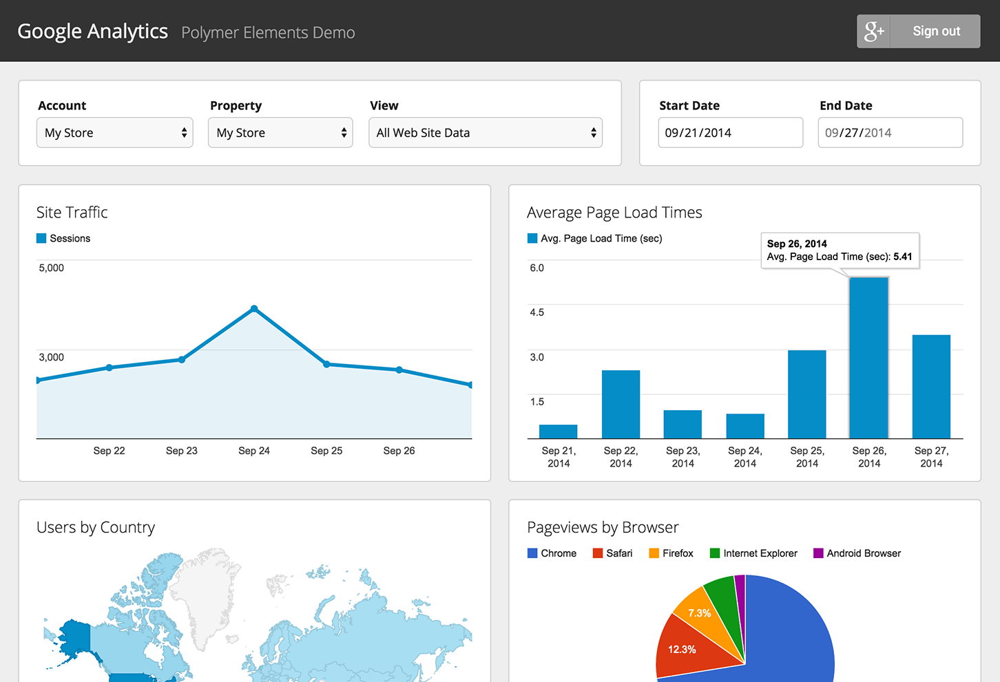 Google Analytics Polymer Elements Demo
g+ Sign out
Account Property View
My Store My Store All Web Site Data
Start Date End Date
09/21/2014 09/27/2014
Site Traffic
Sessions
5,000
3,000
Sep 22 Sep 23 Sep 24 Sep 25 Sep 26
Average Page Load Times
Avg. Page Load Time (sec)
Sep 26, 2014
Avg. Page Load Time (sec): 5.41
6.0
4.5
3.0
1.5
Sep 21, Sep 22, Sep 23, Sep 24, Sep 25, Sep 26, Sep 27,
2014 2014 2014 2014 2014 2014 2014
Users by Country
Pageviews by Browser
Chrome Safari Firefox Internet Explorer Android Browser
7.3%
12.3%